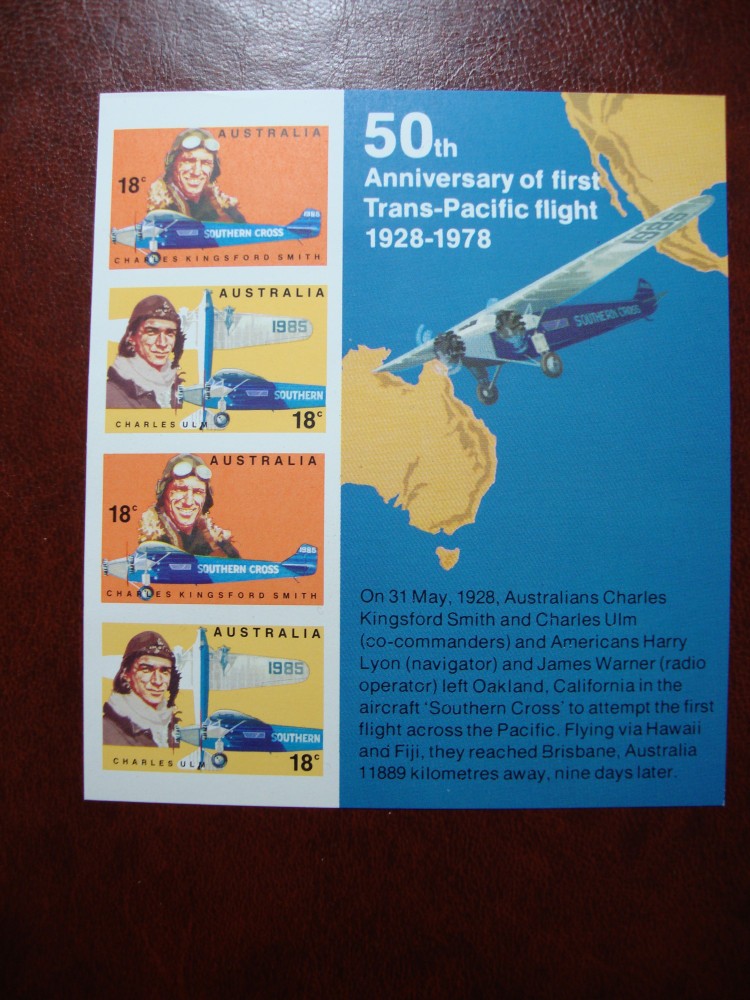 AUSTRALIA
18c
1985
SOUTHERN CROSS
CHARLES KINGSFORD SMITH
AUSTRALIA
1985
SOUTHERN
CHARLES ULM
18c
AUSTRALIA
18c
1985
SOUTHERN CROSS
CHARLES KINGSFORD SMITH
AUSTRALIA
1985
SOUTHERN
CHARLES ULM
18c
50th
Anniversary of first
Trans-Pacific flight
1928-1978
1985
SOUTHERN CROSS
On 31 May, 1928, Australians Charles
Kingsford Smith and Charles Ulm
(co-commanders) and Americans Harry
Lyon (navigator) and James Warner (radio
operator) left Oakland, California in the
aircraft ‘Southern Cross’ to attempt the first
flight across the Pacific. Flying via Hawaii
and Fiji, they reached Brisbane, Australia
11889 kilometres away, nine days later.